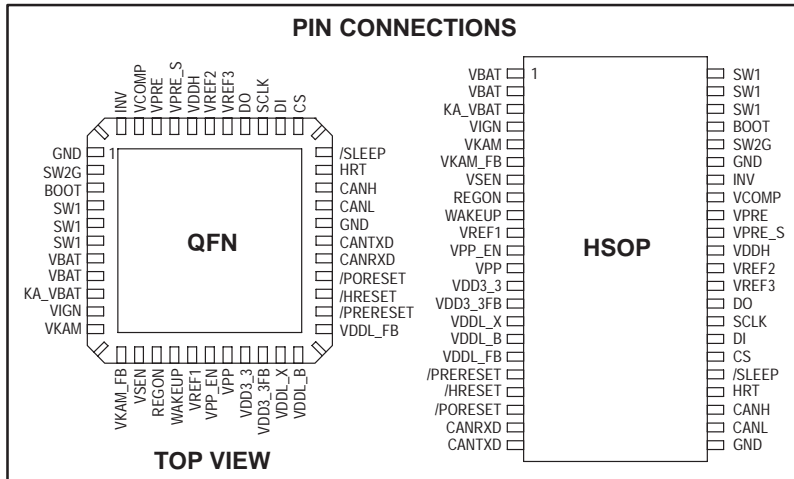 PIN CONNECTIONS
INV
VCOMP
VPRE
VPRE_S
VDDH
VREF2
VREF3
DO
SCLK
DI
CS
GND
SW2G
BOOT
SW1
SW1
SW1
VBAT
VBAT
KA_VBAT
VIGN
VKAM
1
QFN
/SLEEP
HRT
CANH
CANL
GND
CANTXD
CANRXD
/PORESET
/HRESET
/PRERESET
VDDL_FB
VKAM_FB
VSEN
REGON
WAKEUP
VREF1
VPP_EN
VPP
VDD3_3
VDD3_3FB
VDDL_X
VDDL_B
TOP VIEW
VBAT
VBAT
KA_VBAT
VIGN
VKAM
VKAM_FB
VSEN
REGON
WAKEUP
VREF1
VPP_EN
VPP
VDD3_3
VDD3_3FB
VDDL_X
VDDL_B
VDDL_FB
/PRERESET
/HRESET
/PORESET
CANRXD
CANTXD
1
HSOP
SW1
SW1
SW1
BOOT
SW2G
GND
INV
VCOMP
VPRE
VPRE_S
VDDH
VREF2
VREF3
DO
SCLK
DI
CS
/SLEEP
HRT
CANH
CANL
GND